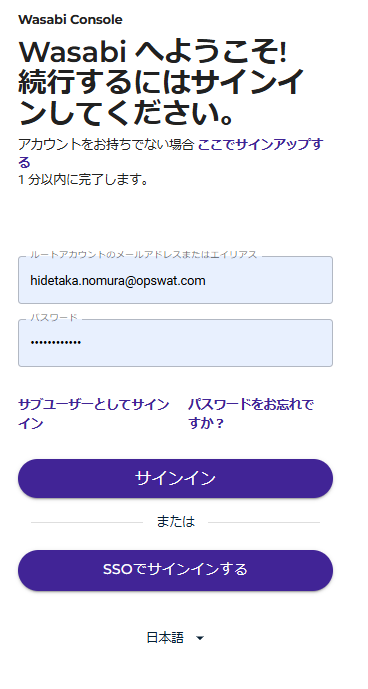 Wasabi Console
Wasabi へようこそ!
続行するにはサインイ
ンしてください。
アカウントをお持ちでない場合 ここでサインアップす
る
1 分以内に完了します。
ルートアカウントのメールアドレスまたはエイリアス
hidetaka.nomura@opswat.com
パスワード
••••••••••••
サブユーザーとしてサイン
イン
パスワードをお忘れで
すか？
サインイン
または
SSOでサインインする
日本語